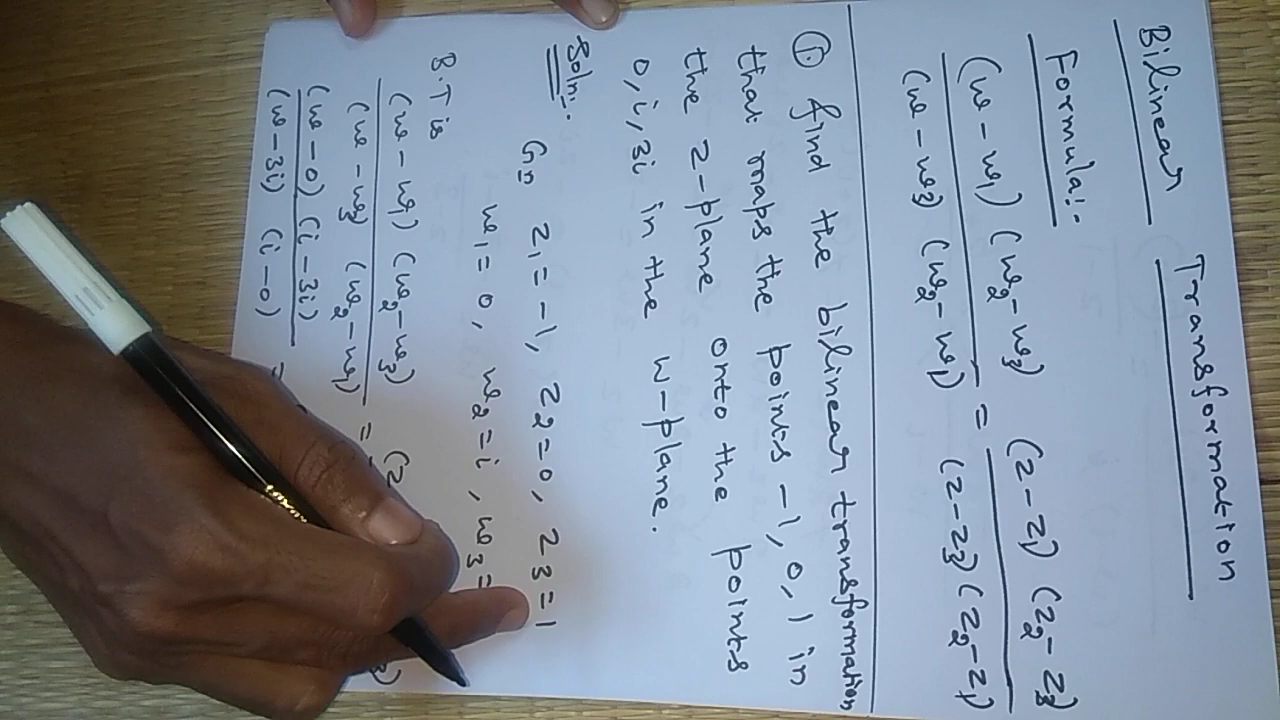 Bilinear Transformation
Formula:-
(w - w1) (w2 - w3) / (w - w3) (w2 - w1) = (z - z1) (z2 - z3) / (z - z3) (z2 - z1)
① find the bilinear transformation
that maps the points -1, 0, 1 in
the z-plane onto the points
0, i, 3i in the w-plane.
Soln:- Gn z1 = -1, z2 = 0, z3 = 1
w1 = 0, w2 = i, w3 =
B.T is
(w - w1) (w2 - w3) / (w - w3) (w2 - w1) = (z
(w - 0) (i - 3i) / (w - 3i) (i - 0) =